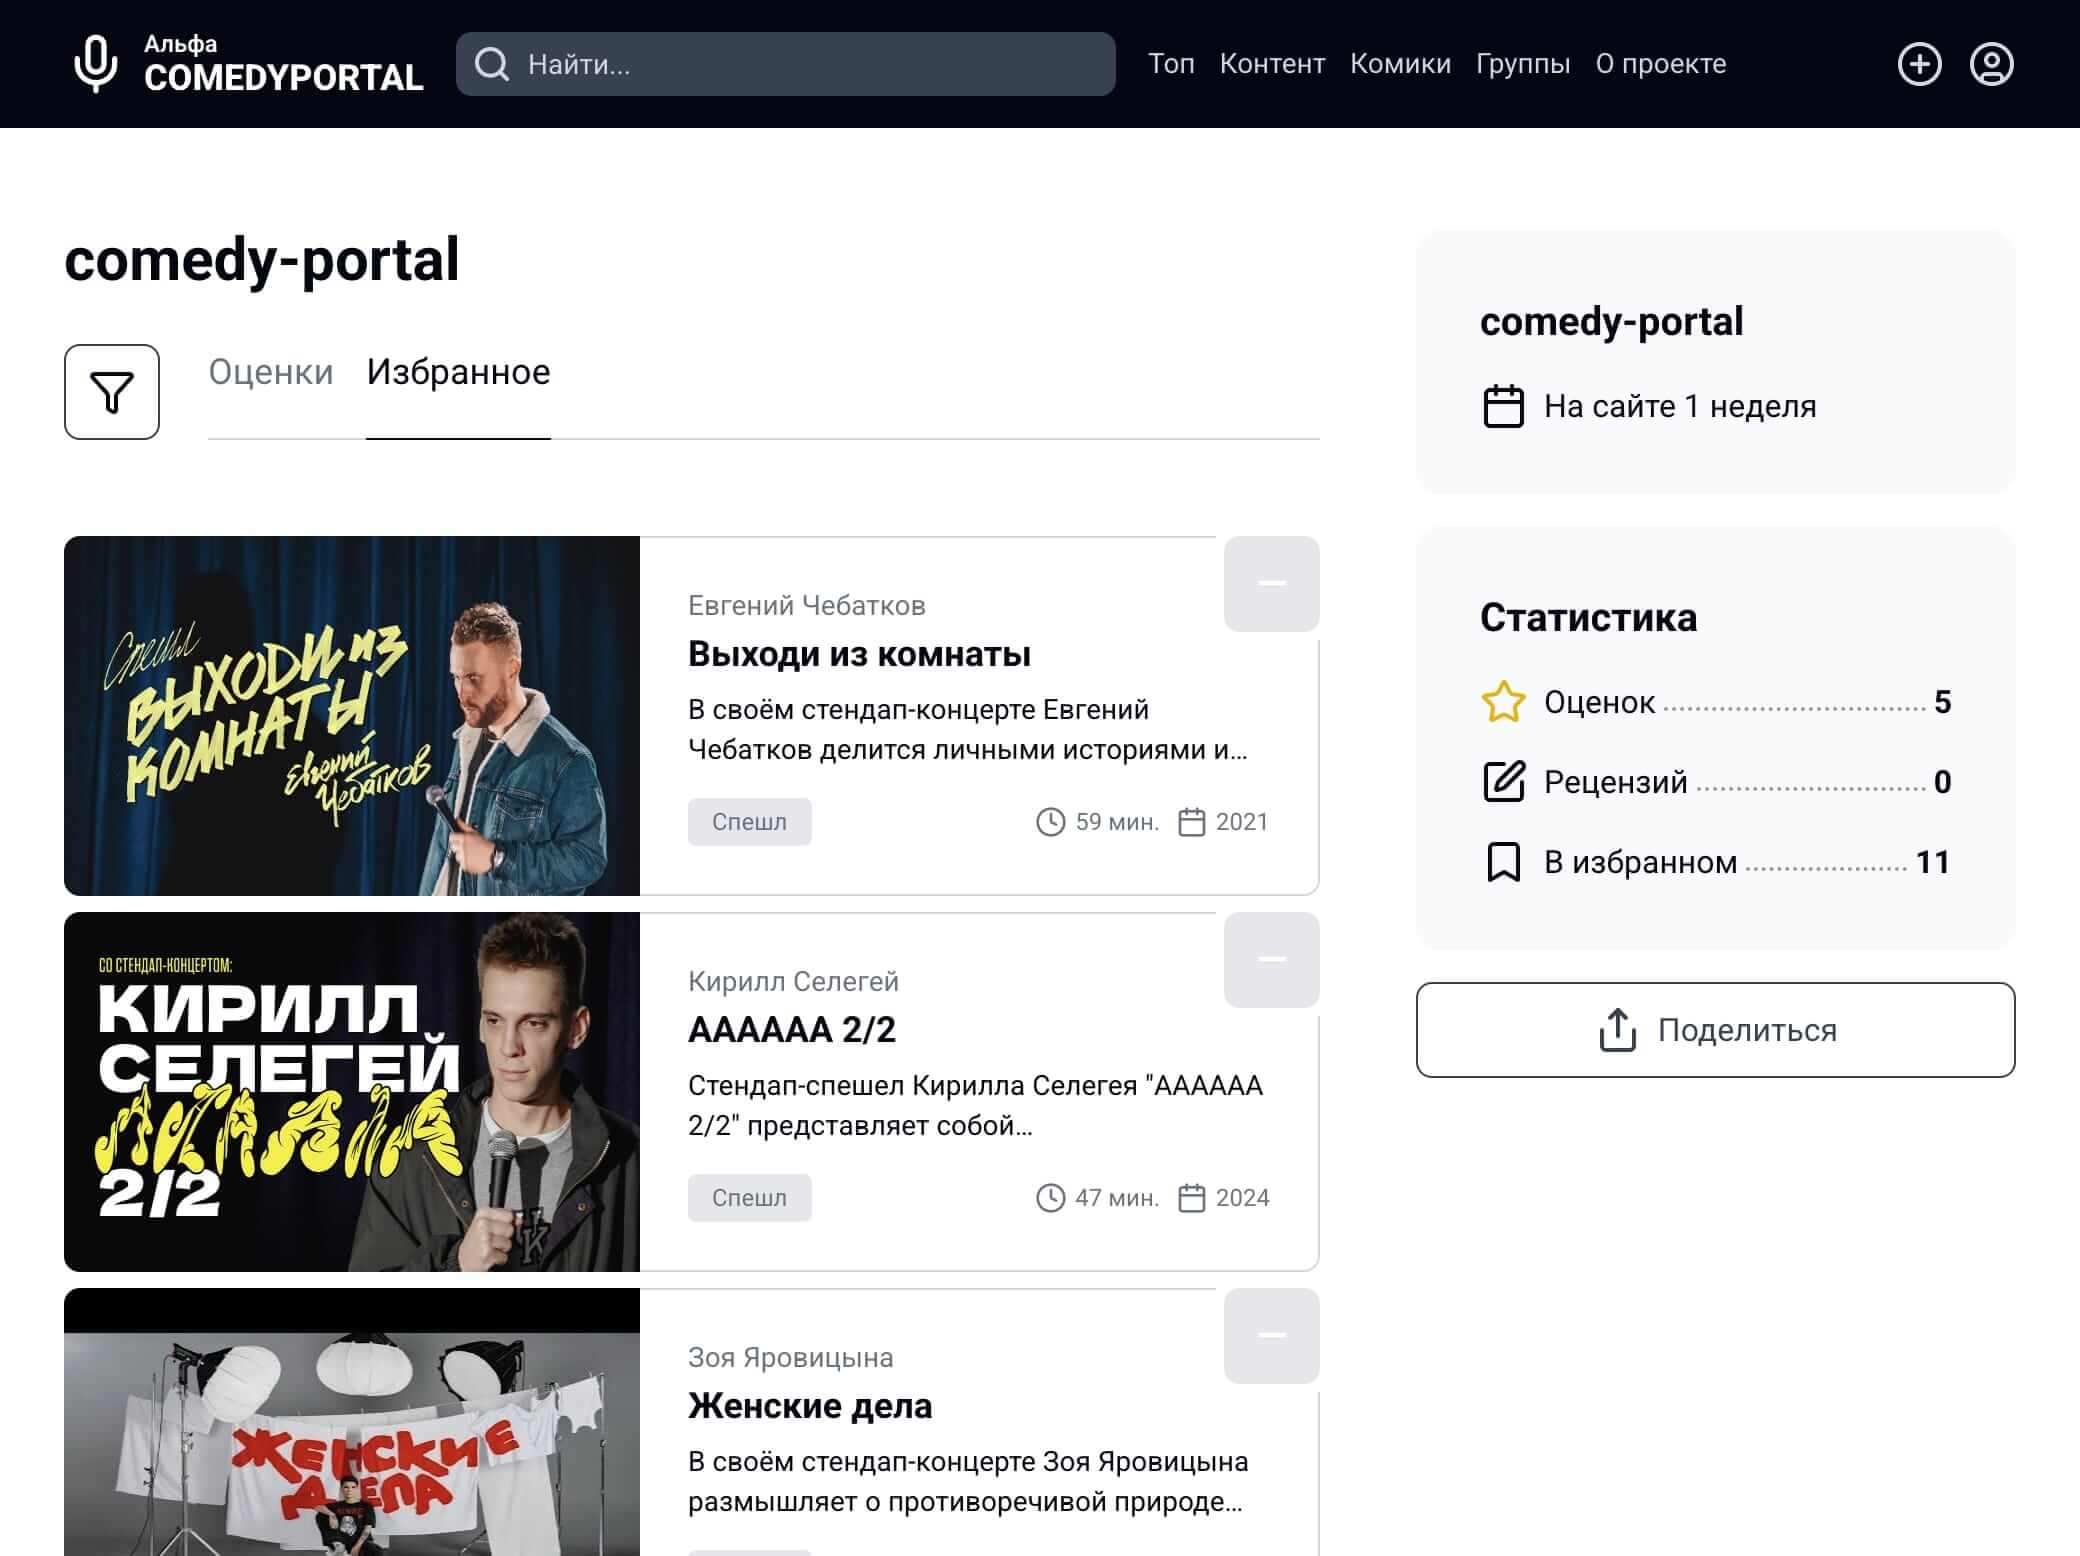 Альфа
COMEDYPORTAL
Найти...
Топ Контент Комики Группы О проекте
comedy-portal
Оценки Избранное
Спешл
ВЫХОДИ ИЗ
КОМНАТЫ
Евгений
Чебатков
Евгений Чебатков
Выходи из комнаты
В своём стендап-концерте Евгений
Чебатков делится личными историями и...
Спешл
59 мин. 2021
СО СТЕНДАП-КОНЦЕРТОМ:
КИРИЛЛ
СЕЛЕГЕЙ
АААААА
2/2
Кирилл Селегей
АААААА 2/2
Стендап-спешел Кирилла Селегея "АААААА
2/2" представляет собой...
Спешл
47 мин. 2024
ЖЕНСКИЕ
ДЕЛА
Зоя Яровицына
Женские дела
В своём стендап-концерте Зоя Яровицына
размышляет о противоречивой природе...
comedy-portal
На сайте 1 неделя
Статистика
Оценок 5
Рецензий 0
В избранном 11
Поделиться